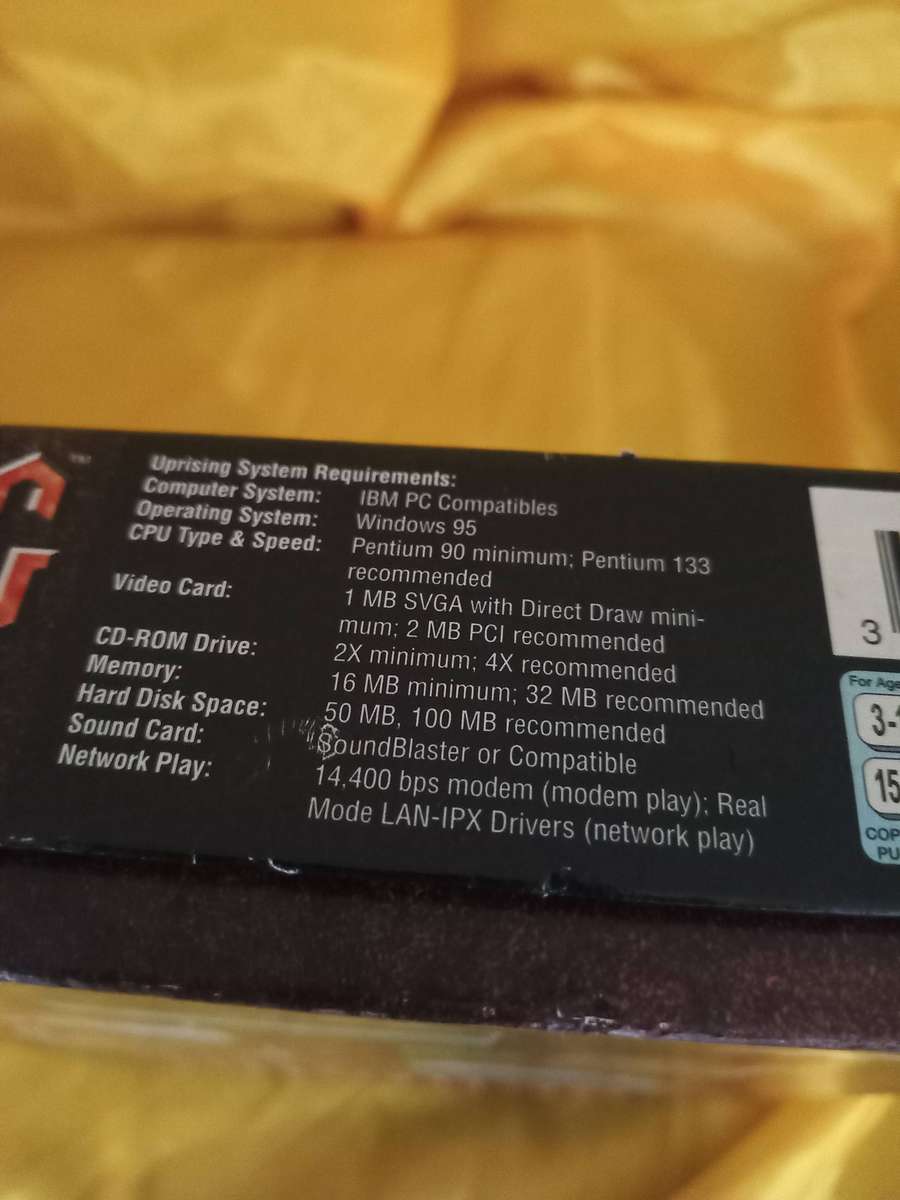 Uprising System Requirements:
Computer System: IBM PC Compatibles
Operating System: Windows 95
CPU Type & Speed: Pentium 90 minimum; Pentium 133
recommended
Video Card: 1 MB SVGA with Direct Draw mini-
mum; 2 MB PCI recommended
CD-ROM Drive: 2X minimum; 4X recommended
Memory: 16 MB minimum; 32 MB recommended
Hard Disk Space: 50 MB, 100 MB recommended
Sound Card: SoundBlaster or Compatible
Network Play: 14,400 bps modem (modem play); Real
Mode LAN-IPX Drivers (network play)
TM
3
For Age
3-
15
COP
PU